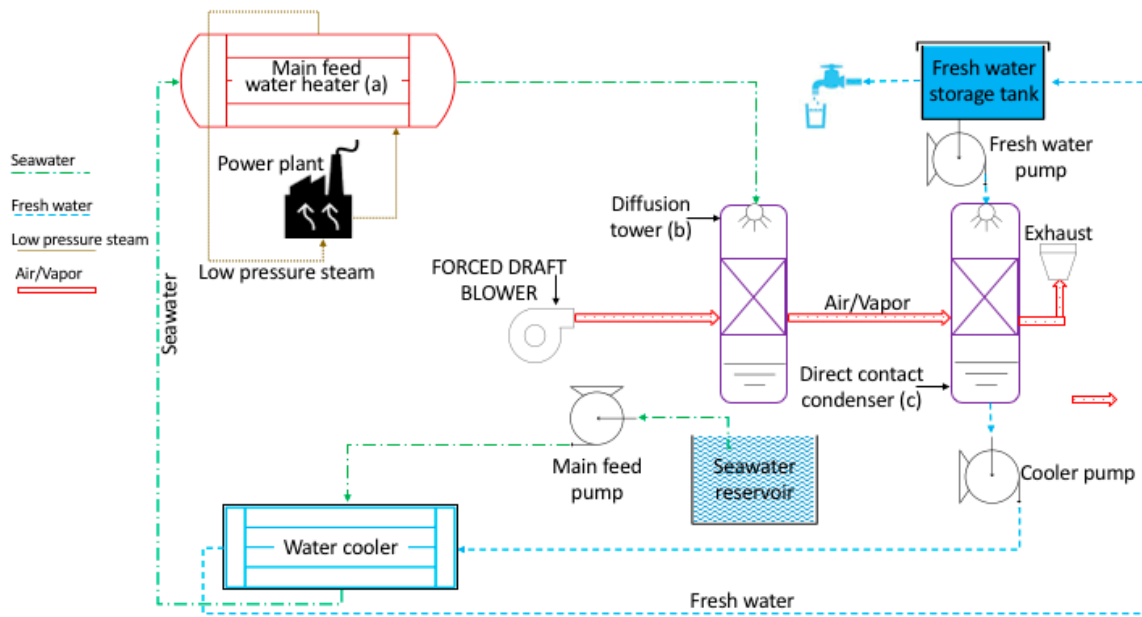 Main feed
water heater (a)
Fresh water
storage tank
Power plant
Fresh water
pump
Seawater
Fresh water
Low pressure steam
Air/Vapor
Diffusion
tower (b)
Exhaust
Low pressure steam
FORCED DRAFT
BLOWER
Air/Vapor
Seawater
Direct contact
condenser (c)
Main feed
pump
Seawater
reservoir
Cooler pump
Water cooler
Fresh water